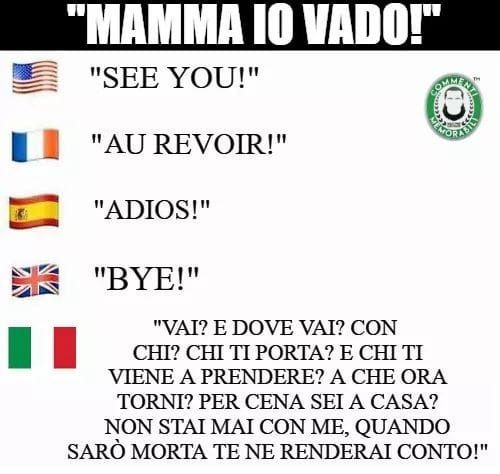 "MAMMA IO VADO!"
"SEE YOU!"
COMMENTI MEMORABILI
TM
"AU REVOIR!"
"ADIOS!"
"BYE!"
"VAI? E DOVE VAI? CON
CHI? CHI TI PORTA? E CHI TI
VIENE A PRENDERE? A CHE ORA
TORNI? PER CENA SEI A CASA?
NON STAI MAI CON ME, QUANDO
SARÒ MORTA TE NE RENDERAI CONTO!"